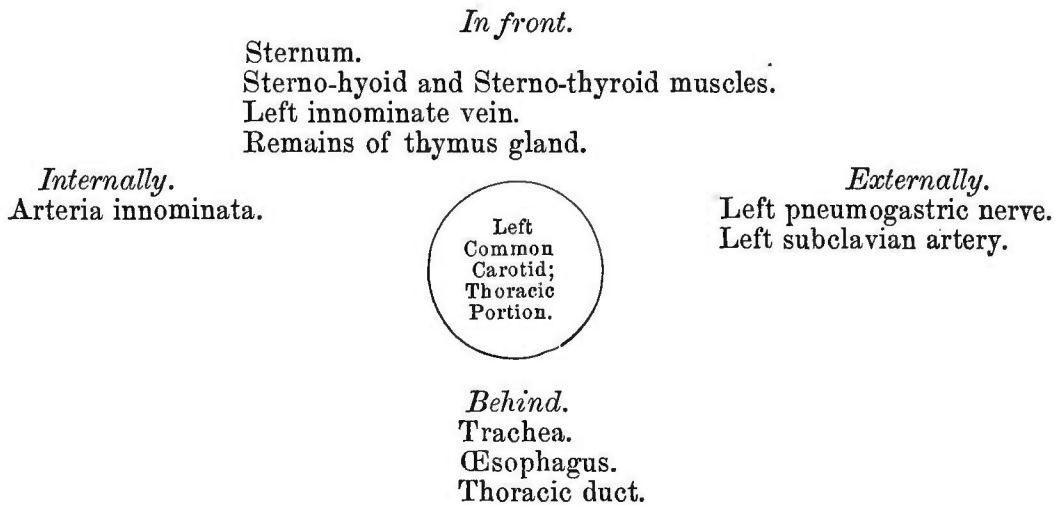 In front.
Sternum.
Sterno-hyoid and Sterno-thyroid muscles.
Left innominate vein.
Remains of thymus gland.
Internally.
Arteria innominata.
Left
Common
Carotid;
Thoracic
Portion.
Externally.
Left pneumogastric nerve.
Left subclavian artery.
Behind.
Trachea.
Œsophagus.
Thoracic duct.